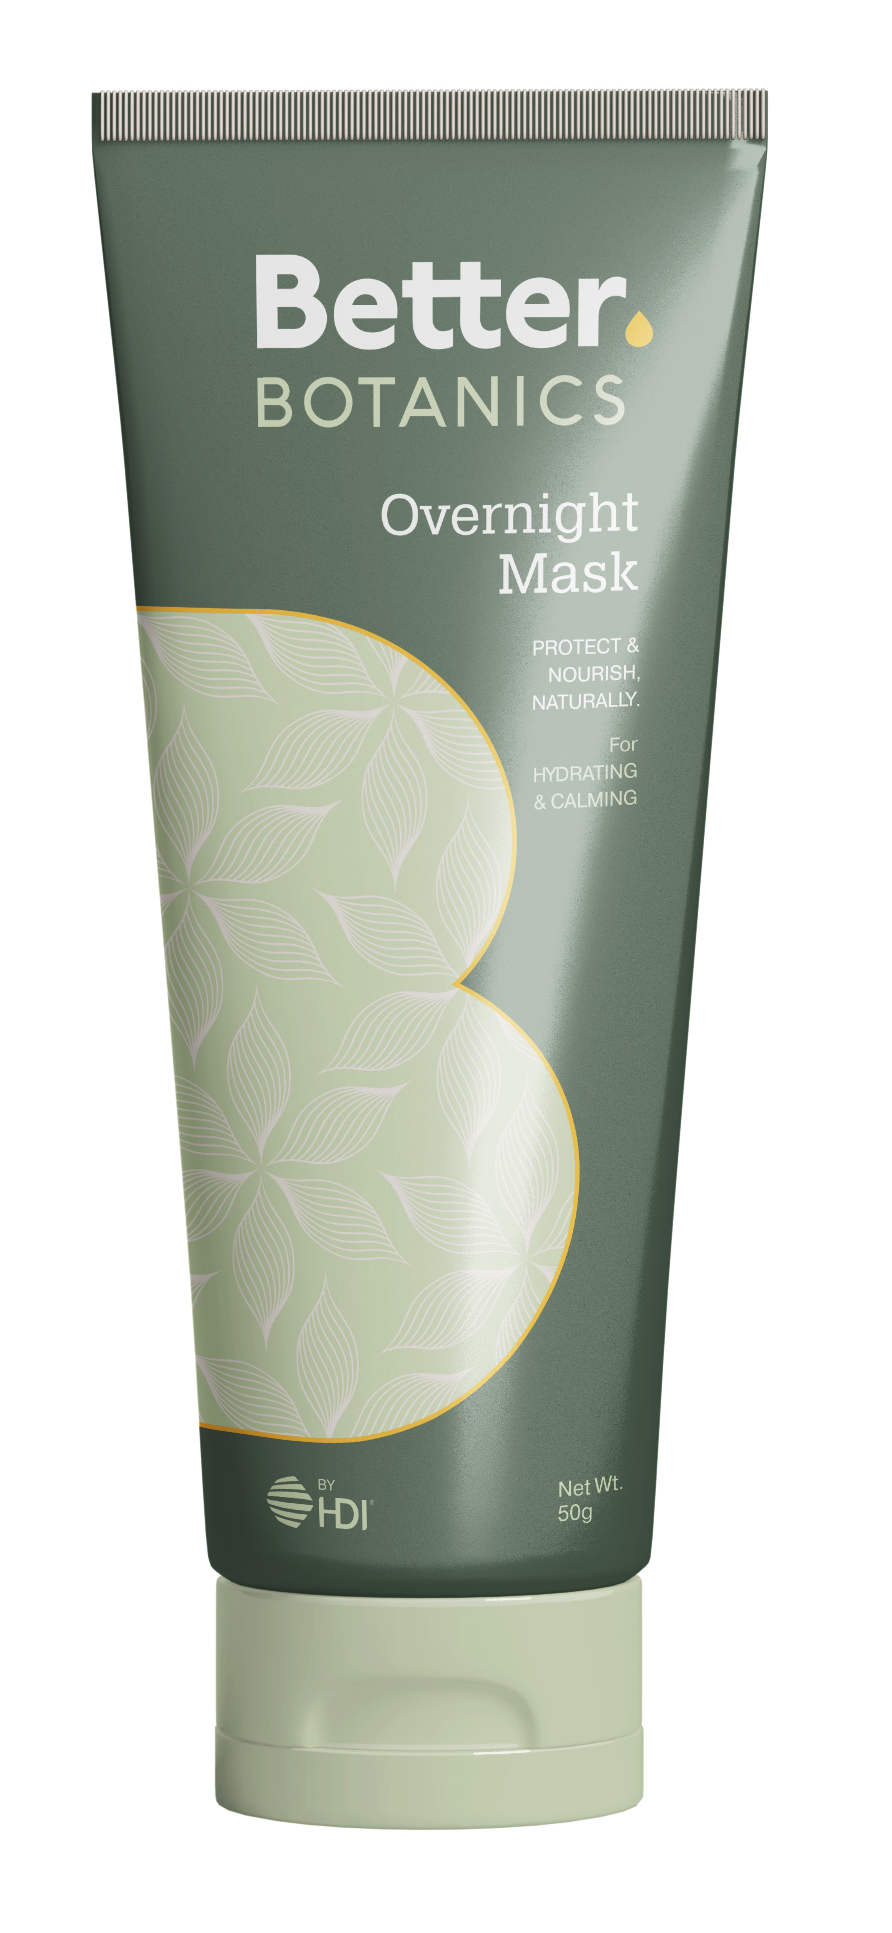 Better
BOTANICS
Overnight
Mask
PROTECT &
NOURISH,
NATURALLY.
For
HYDRATING
& CALMING
BY
HDI
Net Wt.
50g